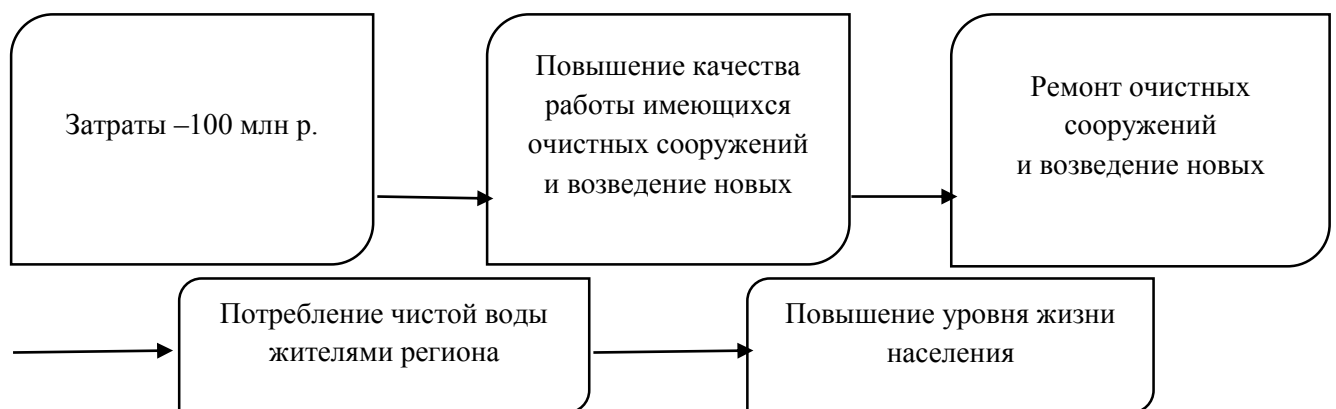 Затраты –100 млн р.
Повышение качества
работы имеющихся
очистных сооружений
и возведение новых
Ремонт очистных
сооружений
и возведение новых
Потребление чистой воды
жителями региона
Повышение уровня жизни
населения